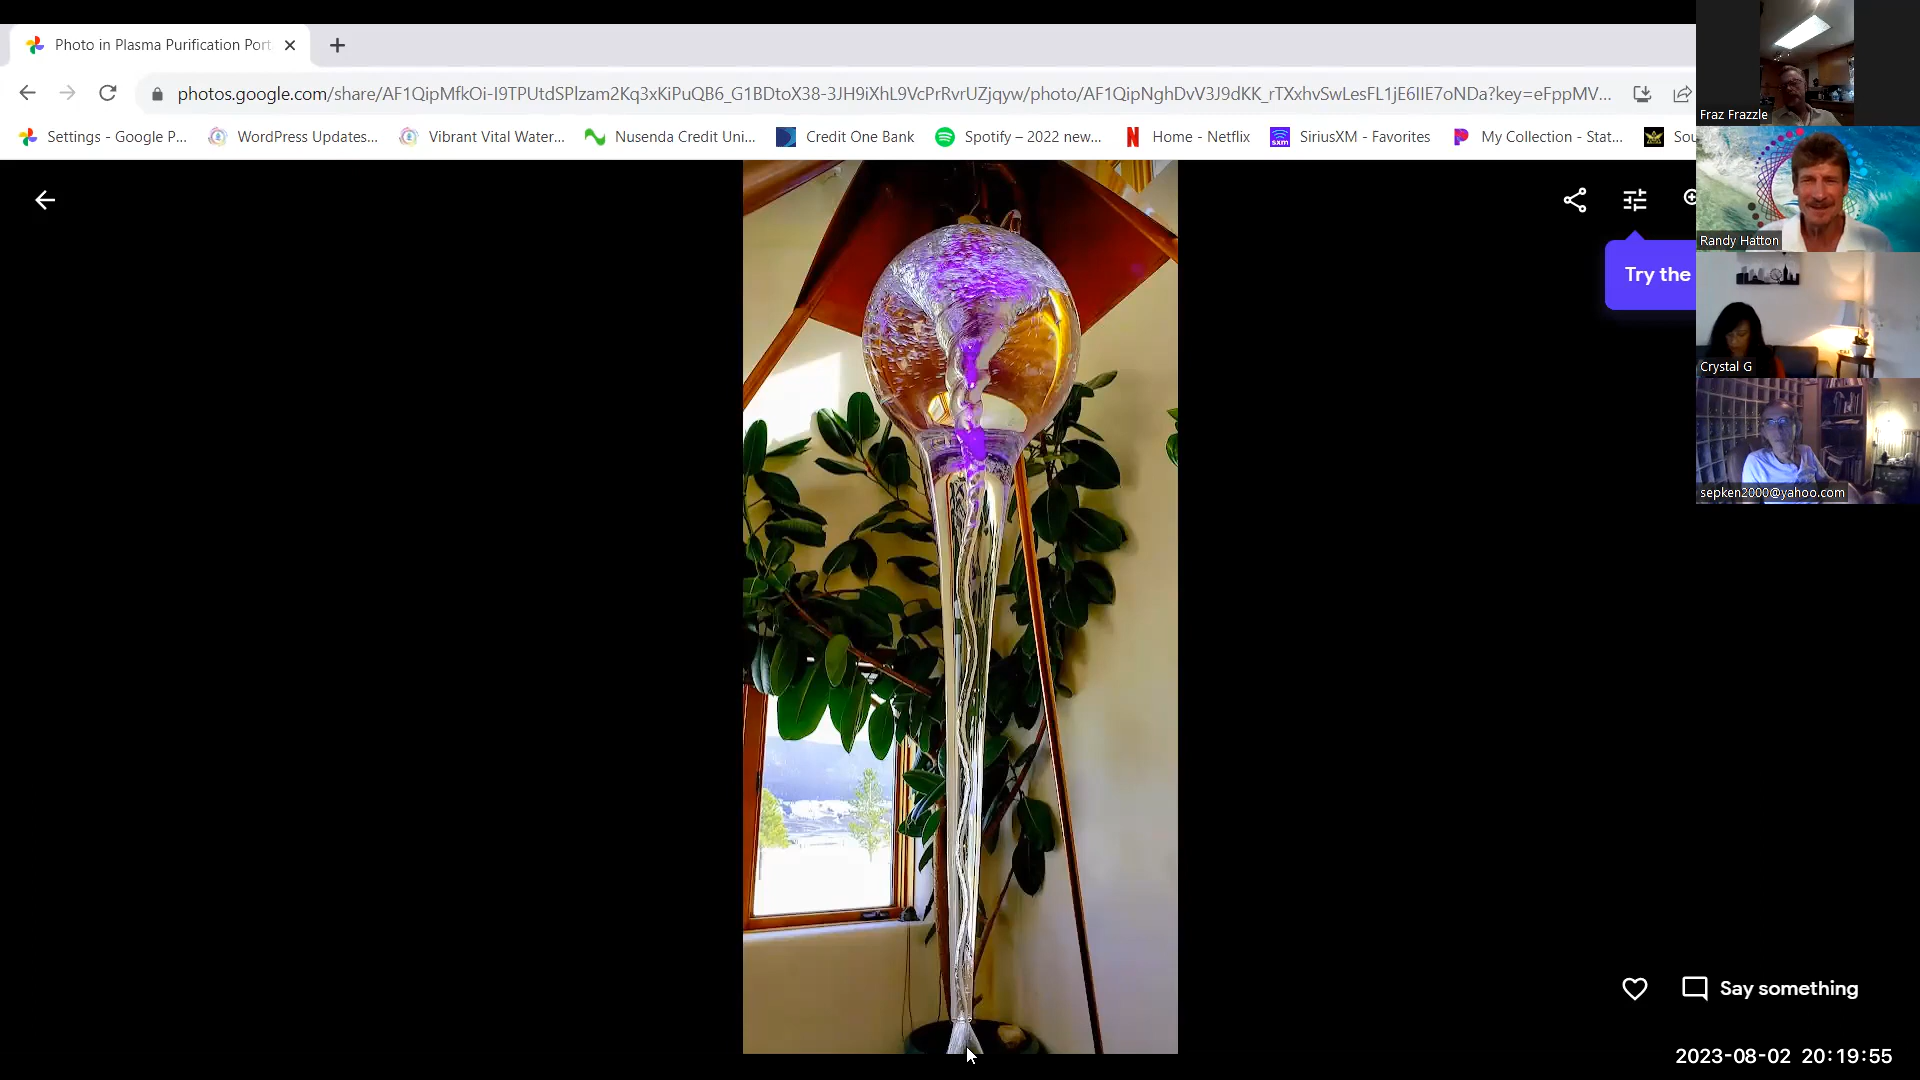 Photo in Plasma Purification Port
photos.google.com/share/AF1QipMfkOi-I9TPUtdSPlzam2Kq3xKiPuQB6_G1BDtoX38-3JH9iXhL9VcPrRvrUZjqyw/photo/AF1QipNghDvV3J9dKK_rTXxhvSwLesFL1jE6IIE7oNDa?key=eFppMV...
Settings - Google P... WordPress Updates... Vibrant Vital Water... Nusenda Credit Uni... Credit One Bank Spotify – 2022 new... Home - Netflix SiriusXM - Favorites My Collection - Stat... Sou
Fraz Frazzle
Randy Hatton
Try the
Crystal G
sepken2000@yahoo.com
Say something
2023-08-02 20:19:55